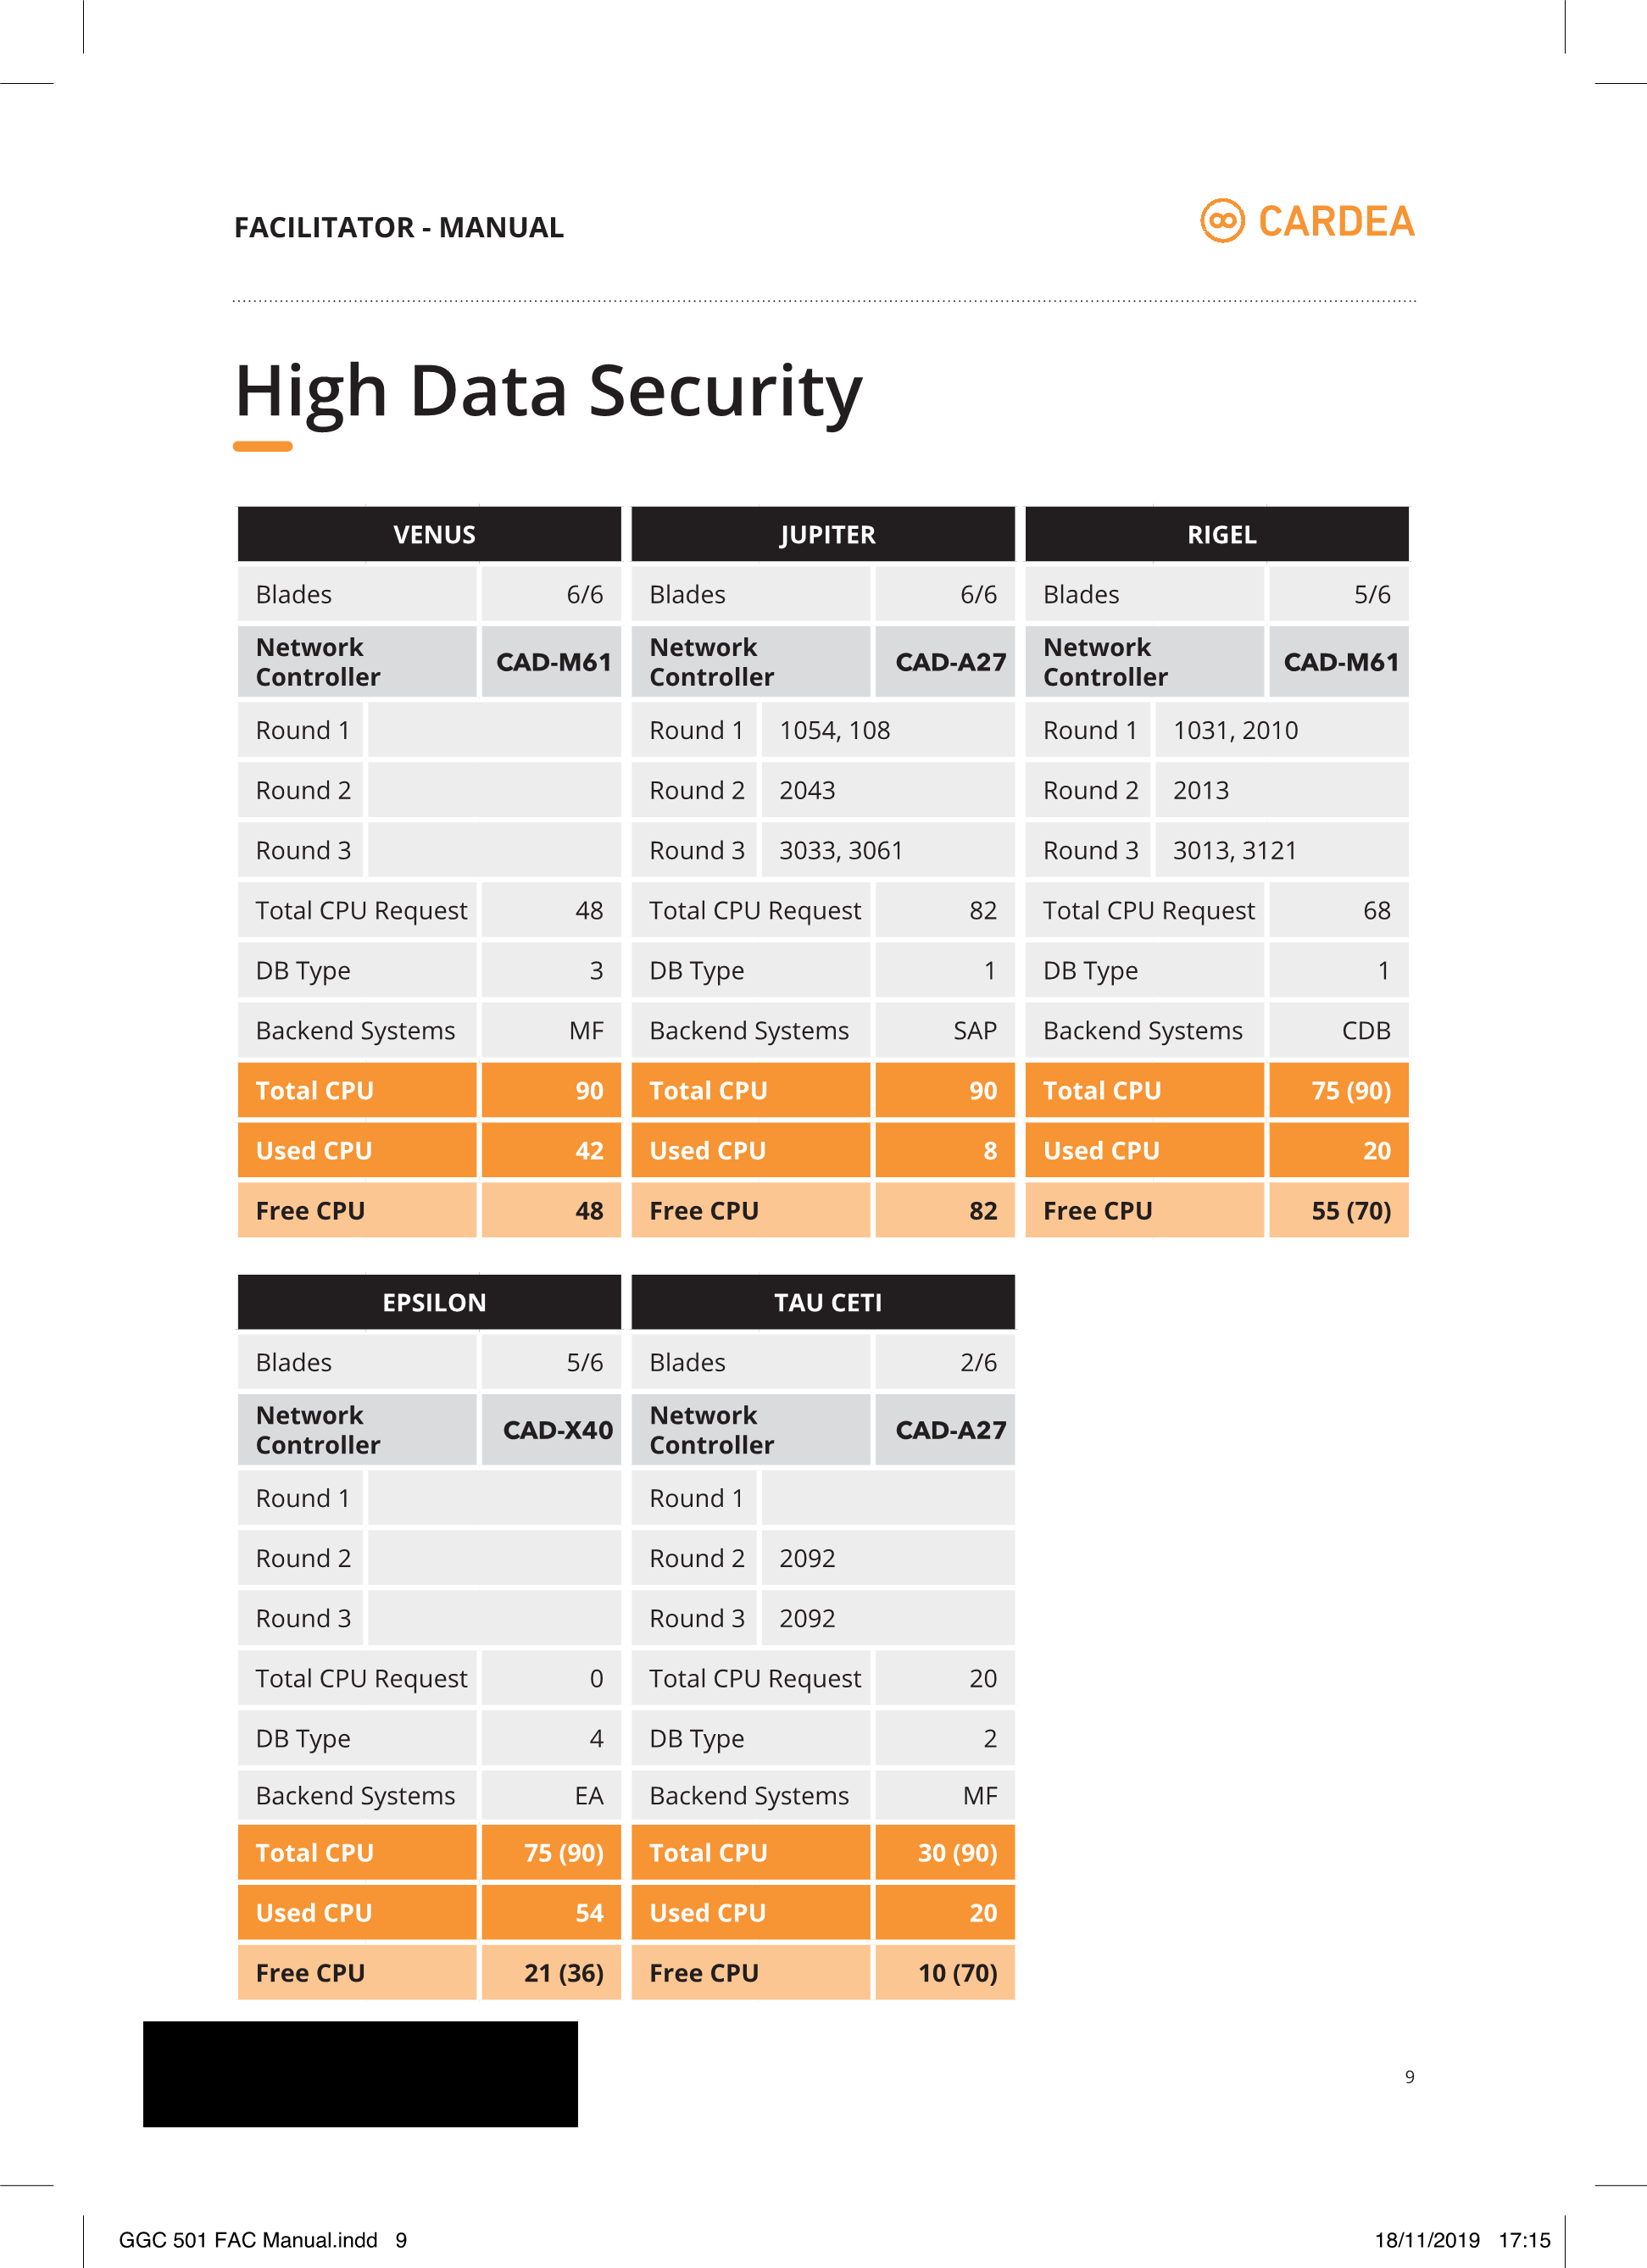 FACILITATOR - MANUAL
CARDEA
High Data Security
VENUS
Blades 6/6
Network Controller CAD-M61
Round 1
Round 2
Round 3
Total CPU Request 48
DB Type 3
Backend Systems MF
Total CPU 90
Used CPU 42
Free CPU 48
JUPITER
Blades 6/6
Network Controller CAD-A27
Round 1 1054, 108
Round 2 2043
Round 3 3033, 3061
Total CPU Request 82
DB Type 1
Backend Systems SAP
Total CPU 90
Used CPU 8
Free CPU 82
RIGEL
Blades 5/6
Network Controller CAD-M61
Round 1 1031, 2010
Round 2 2013
Round 3 3013, 3121
Total CPU Request 68
DB Type 1
Backend Systems CDB
Total CPU 75 (90)
Used CPU 20
Free CPU 55 (70)
EPSILON
Blades 5/6
Network Controller CAD-X40
Round 1
Round 2
Round 3
Total CPU Request 0
DB Type 4
Backend Systems EA
Total CPU 75 (90)
Used CPU 54
Free CPU 21 (36)
TAU CETI
Blades 2/6
Network Controller CAD-A27
Round 1
Round 2 2092
Round 3 2092
Total CPU Request 20
DB Type 2
Backend Systems MF
Total CPU 30 (90)
Used CPU 20
Free CPU 10 (70)
9
GGC 501 FAC Manual.indd 9
18/11/2019 17:15